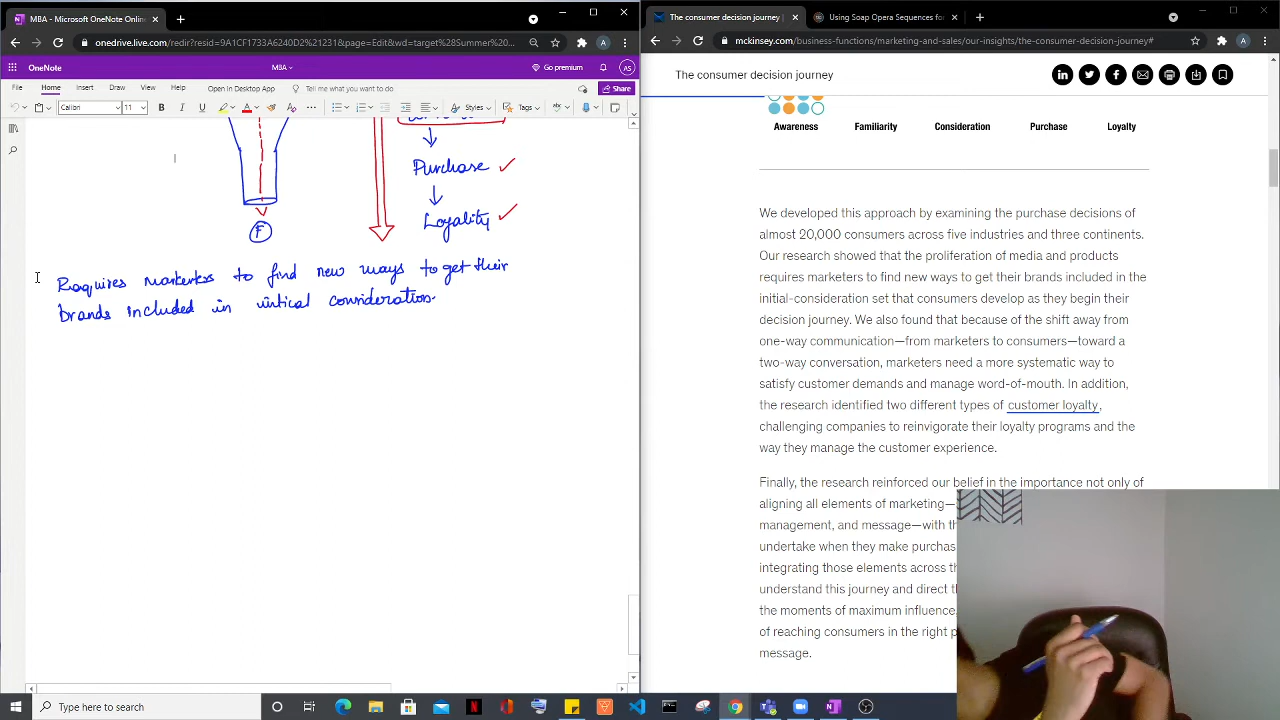 MBA - Microsoft OneNote Online
onedrive.live.com/redir?resid=9A1CF1733A6240D2%21231&page=Edit&wd=target%28Summer%20...
OneNote
MBA
Go premium
AS
File Home Insert Draw View Help Open In Desktop App Tell me what you want to do
Share
Calibri 11 B I U A Styles Tags
Purchase ✓
Loyality ✓
F
Requires marketers to find new ways to get their
brands included in initical consideration.
The consumer decision journey |
Using Soap Opera Sequences for
mckinsey.com/business-functions/marketing-and-sales/our-insights/the-consumer-decision-journey#
The consumer decision journey
Awareness Familiarity Consideration Purchase Loyalty
We developed this approach by examining the purchase decisions of
almost 20,000 consumers across five industries and three continents.
Our research showed that the proliferation of media and products
requires marketers to find new ways to get their brands included in the
initial-consideration set that consumers develop as they begin their
decision journey. We also found that because of the shift away from
one-way communication—from marketers to consumers—toward a
two-way conversation, marketers need a more systematic way to
satisfy customer demands and manage word-of-mouth. In addition,
the research identified two different types of customer loyalty,
challenging companies to reinvigorate their loyalty programs and the
way they manage the customer experience.
Finally, the research reinforced our belief in the importance not only of
aligning all elements of marketing—
management, and message—with th
undertake when they make purchas
integrating those elements across th
understand this journey and direct th
the moments of maximum influence,
of reaching consumers in the right p
message.
Type here to search